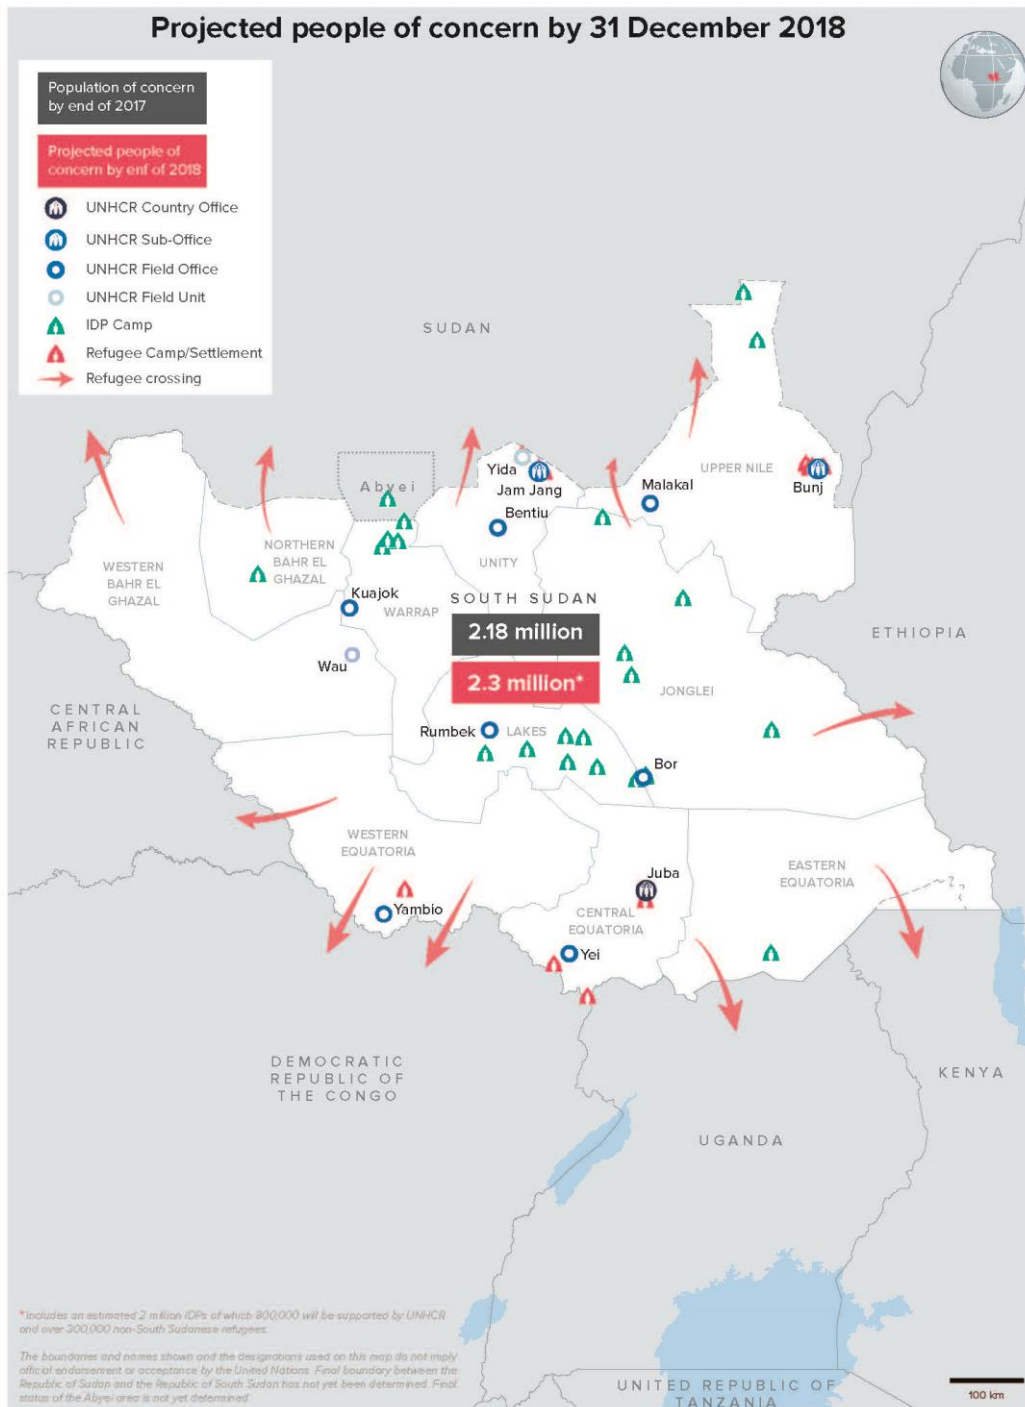 Projected people of concern by 31 December 2018
Population of concern
by end of 2017
Projected people of
concern by enf of 2018
UNHCR Country Office
UNHCR Sub-Office
UNHCR Field Office
UNHCR Field Unit
IDP Camp
Refugee Camp/Settlement
Refugee crossing
SUDAN
Abyei
Yida
Jam Jang
Bentiu
UNITY
UPPER NILE
Malakal
Bunj
WESTERN
BAHR EL
GHAZAL
NORTHERN
BAHR EL
GHAZAL
Kuajok
WARRAP
Wau
SOUTH SUDAN
2.18 million
2.3 million*
JONGLEI
ETHIOPIA
CENTRAL
AFRICAN
REPUBLIC
Rumbek
LAKES
Bor
WESTERN
EQUATORIA
Yambio
Juba
CENTRAL
EQUATORIA
Yei
EASTERN
EQUATORIA
DEMOCRATIC
REPUBLIC OF
THE CONGO
UGANDA
KENYA
*Includes an estimated 2 million IDPs of which 800,000 will be supported by UNHCR
and over 300,000 non-South Sudanese refugees.
The boundaries and names shown and the designations used on this map do not imply
official endorsement or acceptance by the United Nations. Final boundary between the
Republic of Sudan and the Republic of South Sudan has not yet been determined. Final
status of the Abyei area is not yet determined
UNITED REPUBLIC OF
TANZANIA
100 km